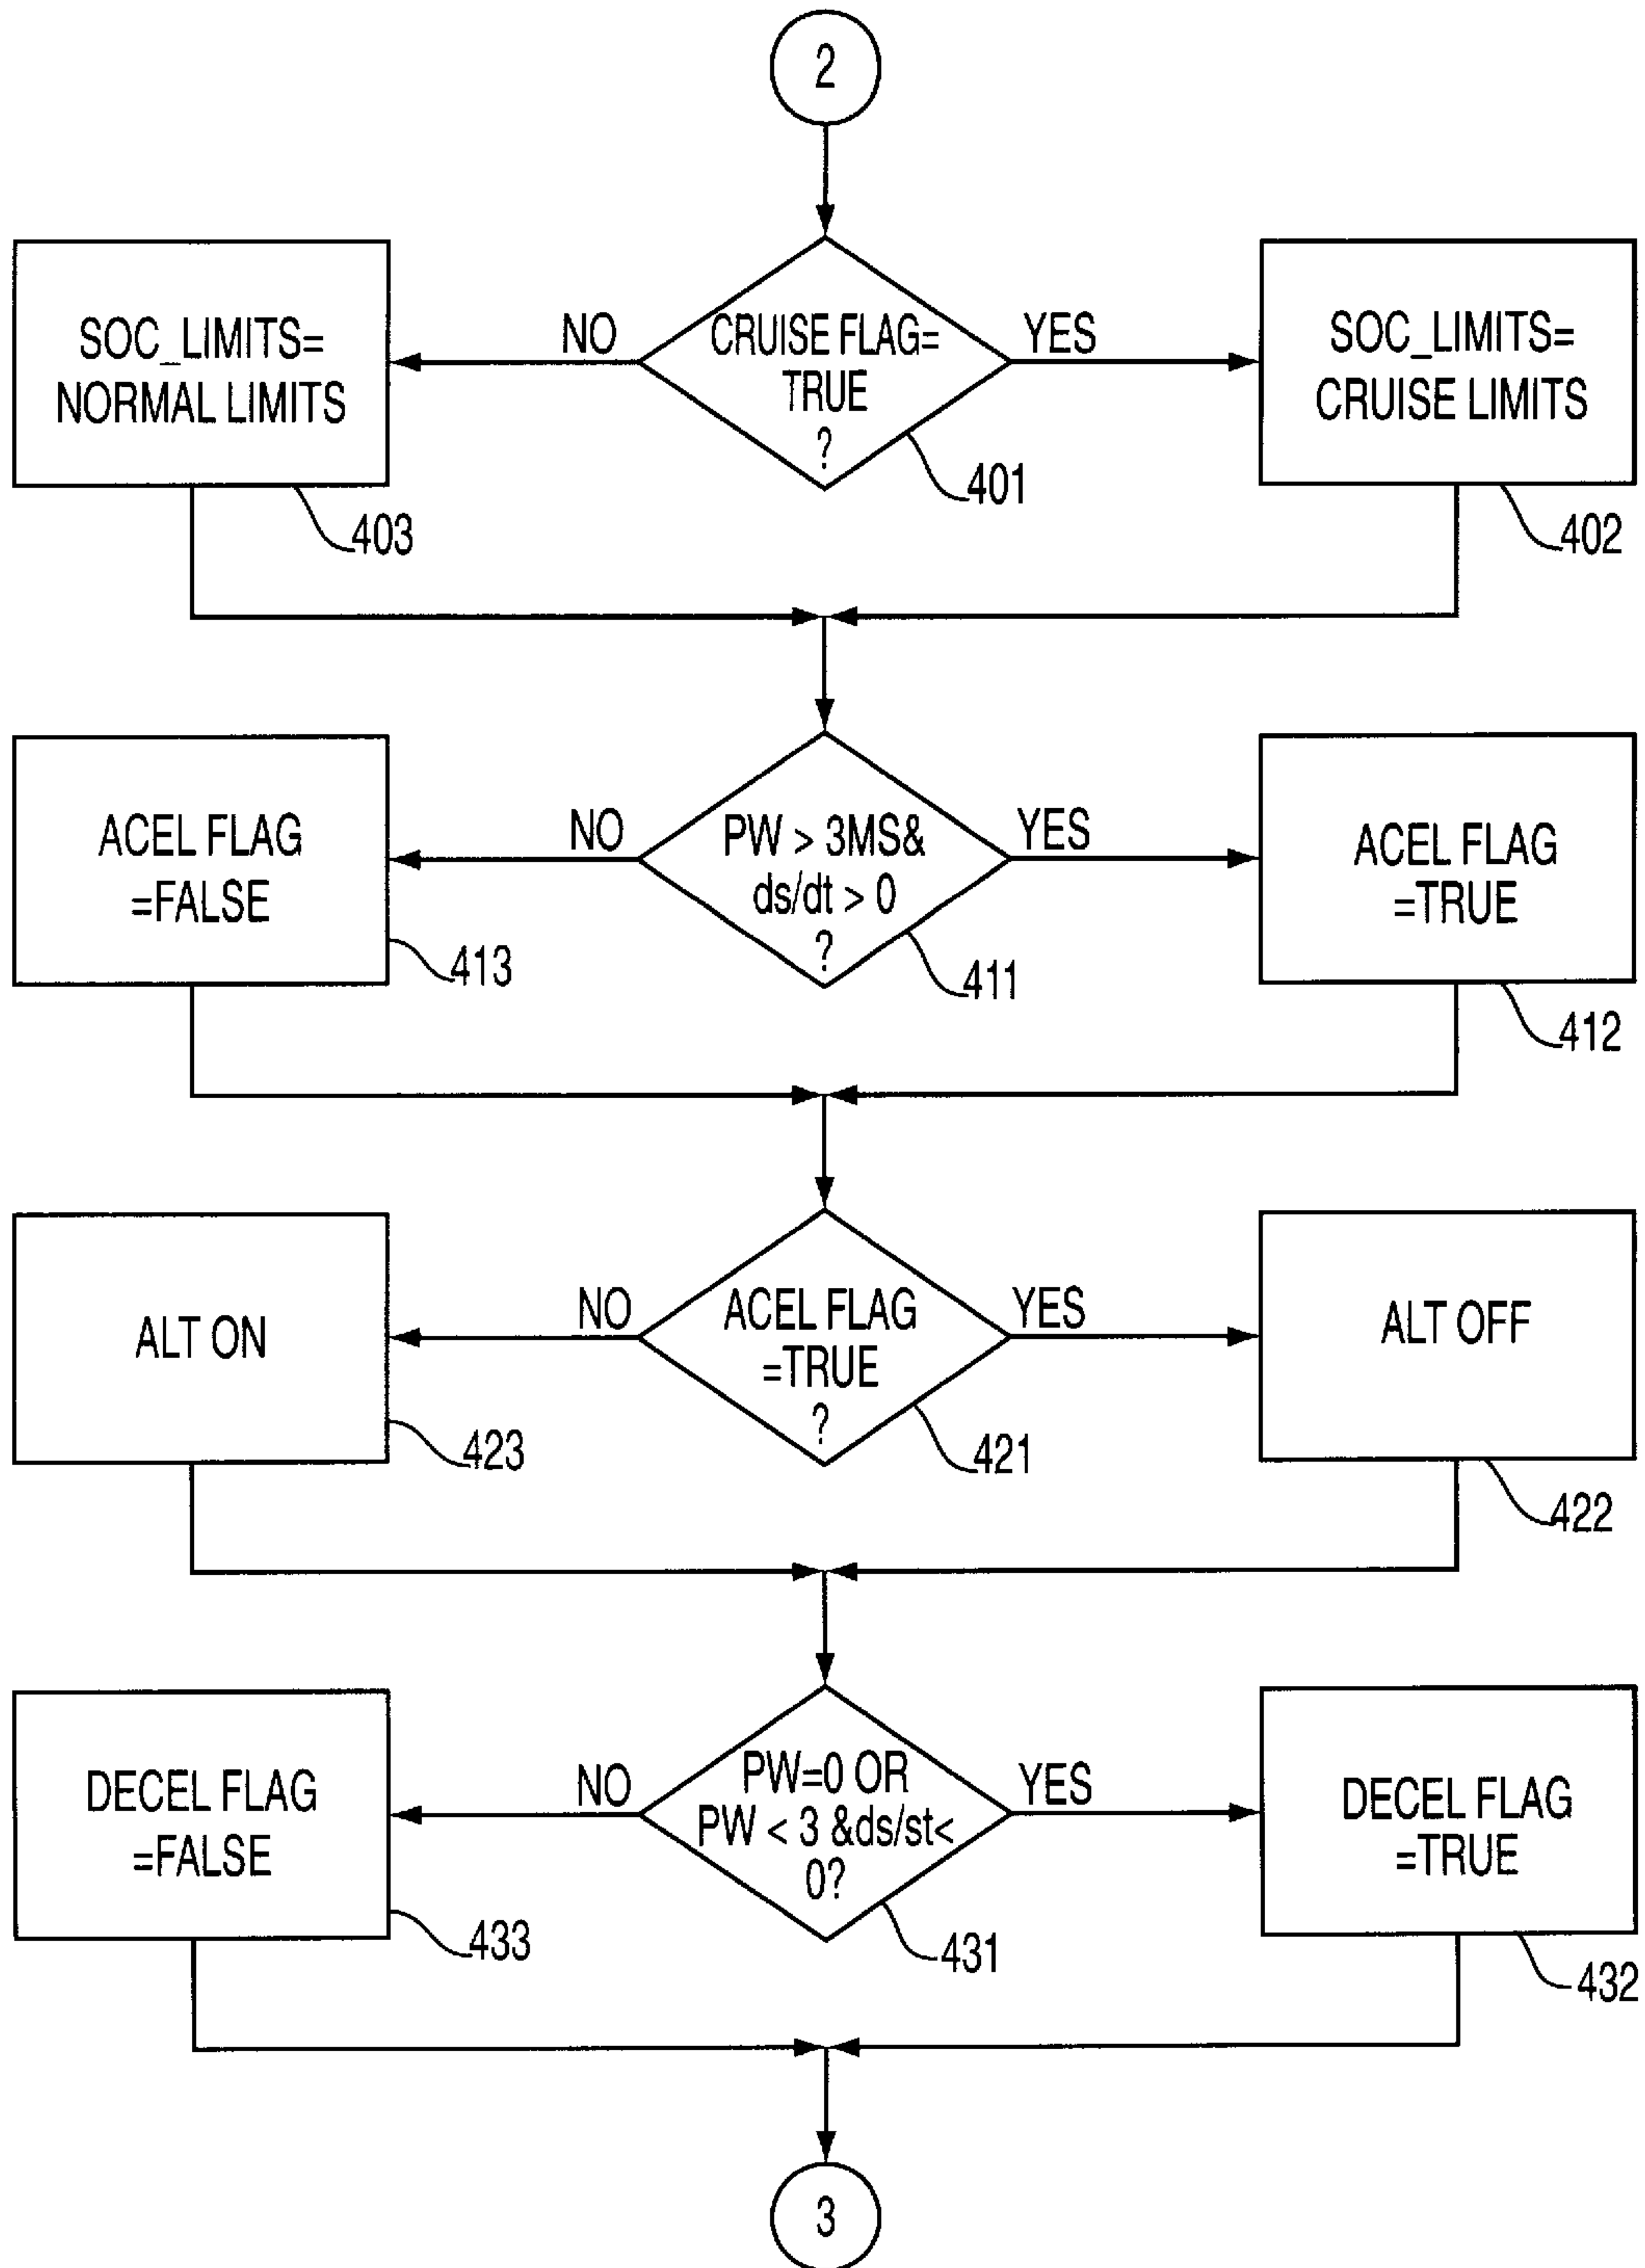 2
SOC_LIMITS=
NORMAL LIMITS
403
NO
CRUISE FLAG=
TRUE
?
401
YES
SOC_LIMITS=
CRUISE LIMITS
402
ACEL FLAG
=FALSE
413
NO
PW > 3MS&
ds/dt > 0
?
411
YES
ACEL FLAG
=TRUE
412
ALT ON
423
NO
ACEL FLAG
=TRUE
?
421
YES
ALT OFF
422
DECEL FLAG
=FALSE
433
NO
PW=0 OR
PW < 3 &ds/st<
0?
431
YES
DECEL FLAG
=TRUE
432
3